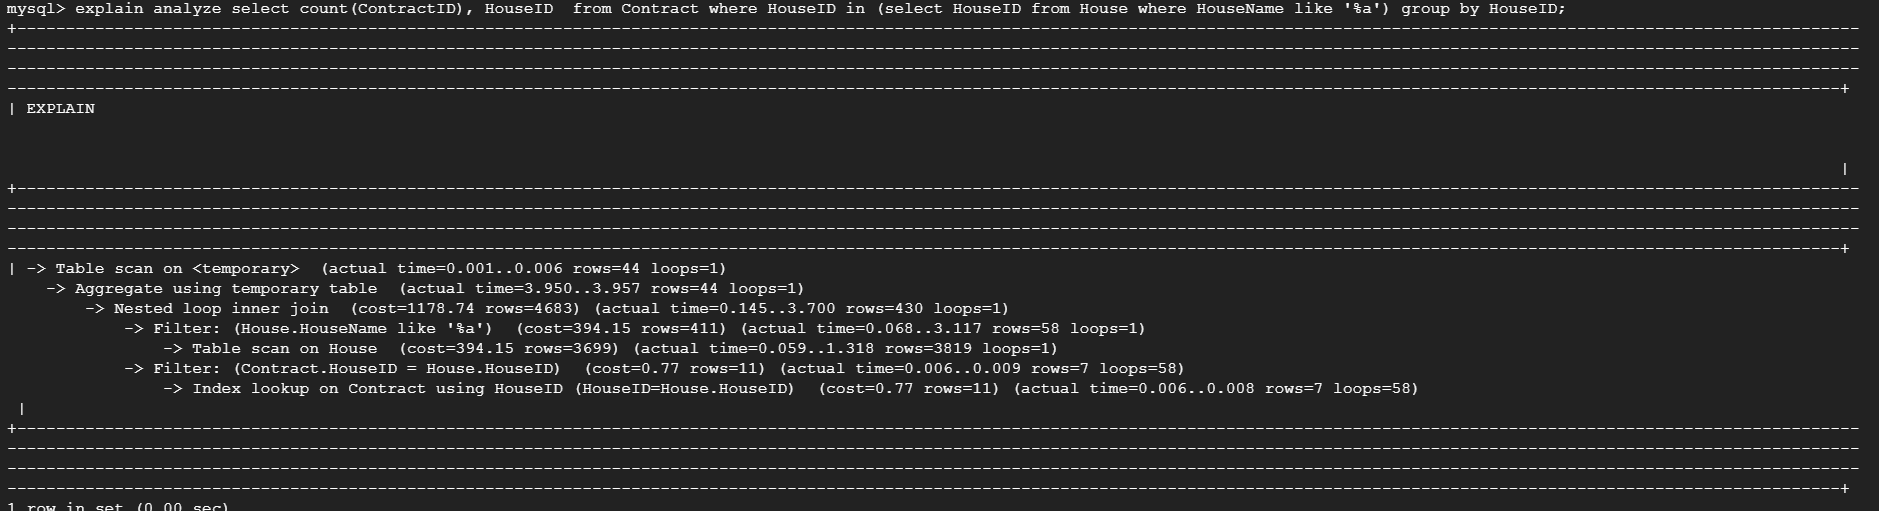 mysql> explain analyze select count(ContractID), HouseID  from Contract where HouseID in (select HouseID from House where HouseName like '%a') group by HouseID;
| EXPLAIN
|
| -> Table scan on <temporary>  (actual time=0.001..0.006 rows=44 loops=1)
    -> Aggregate using temporary table  (actual time=3.950..3.957 rows=44 loops=1)
        -> Nested loop inner join  (cost=1178.74 rows=4683) (actual time=0.145..3.700 rows=430 loops=1)
            -> Filter: (House.HouseName like '%a')  (cost=394.15 rows=411) (actual time=0.068..3.117 rows=58 loops=1)
                -> Table scan on House  (cost=394.15 rows=3699) (actual time=0.059..1.318 rows=3819 loops=1)
            -> Filter: (Contract.HouseID = House.HouseID)  (cost=0.77 rows=11) (actual time=0.006..0.009 rows=7 loops=58)
                -> Index lookup on Contract using HouseID (HouseID=House.HouseID)  (cost=0.77 rows=11) (actual time=0.006..0.008 rows=7 loops=58)
 |
1 row in set (0.00 sec)